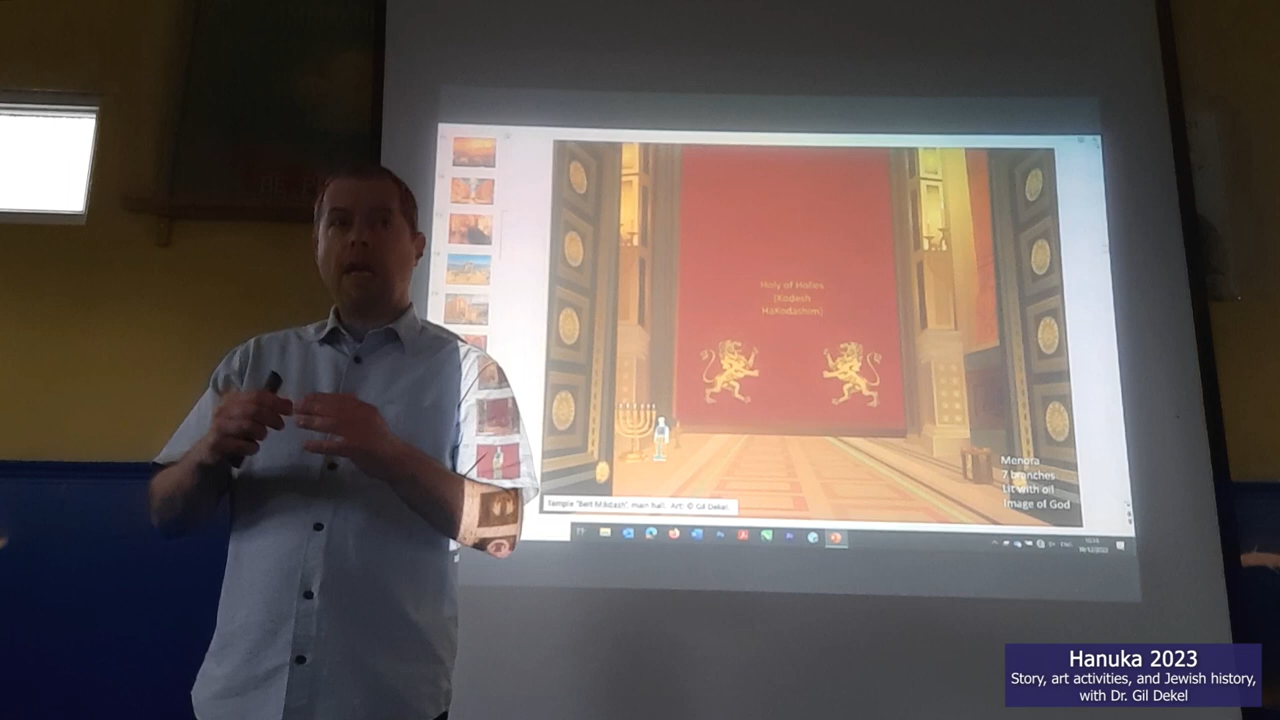 Holy of Holies
(Kodesh
HaKodashim)
Menora
7 branches
Lit with oil
Image of God
Temple "Beit Mikdash", main hall. Art: © Gil Dekel.
Hanuka 2023
Story, art activities, and Jewish history,
with Dr. Gil Dekel